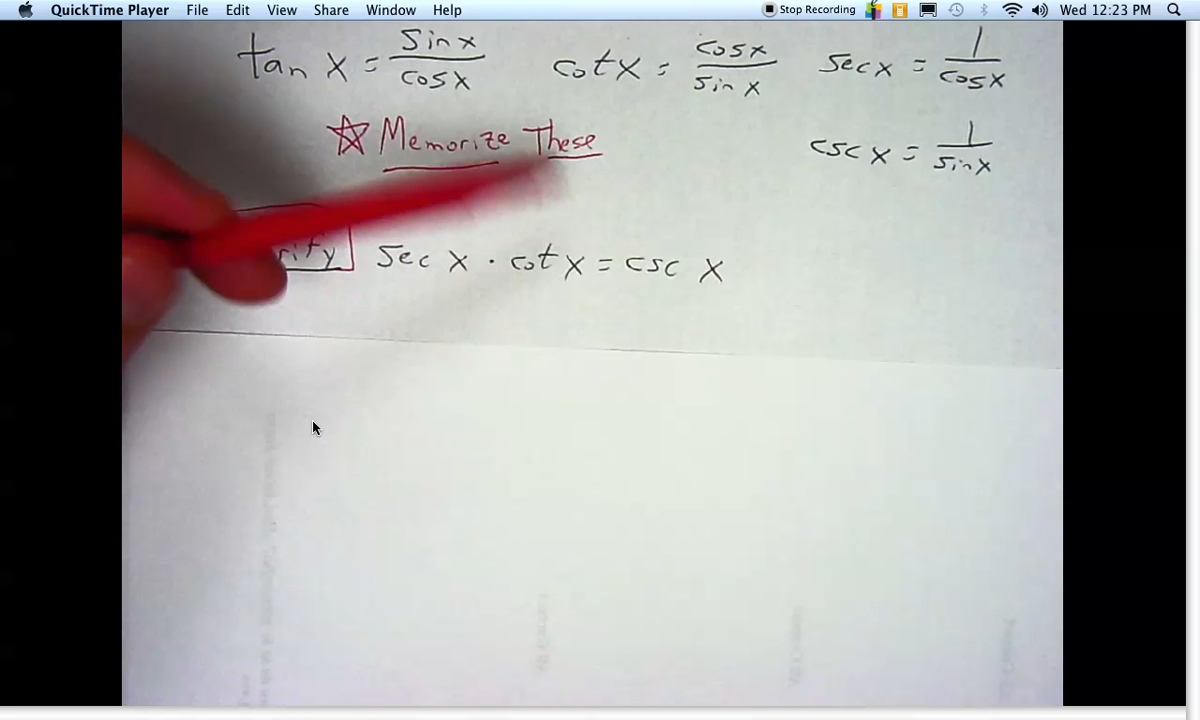 QuickTime Player File Edit View Share Window Help Stop Recording Wed 12:23 PM
tan x = sin x / cos x cot x = cos x / sin x sec x = 1 / cos x
☆ Memorize These csc x = 1 / sin x
rify sec x · cot x = csc x